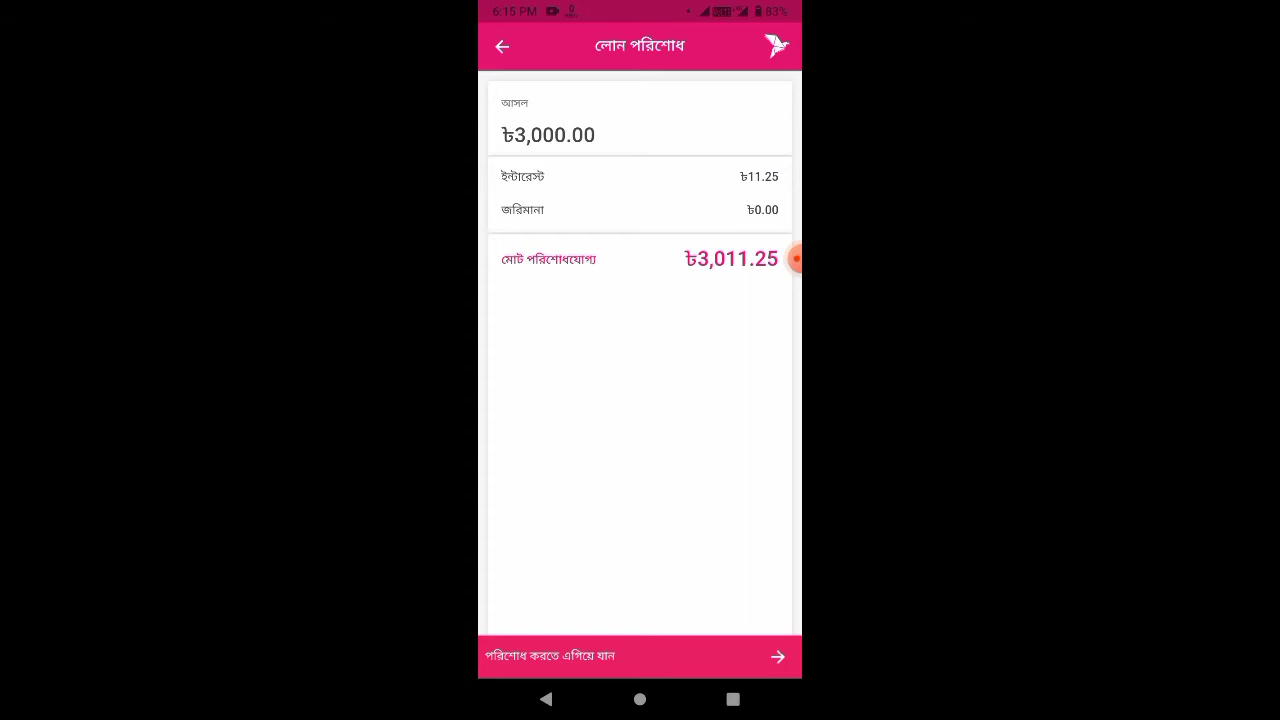 6:15 PM 83%
লোন পরিশোধ
আসল
৳3,000.00
ইন্টারেস্ট ৳11.25
জরিমানা ৳0.00
মোট পরিশোধযোগ্য ৳3,011.25
পরিশোধ করতে এগিয়ে যান